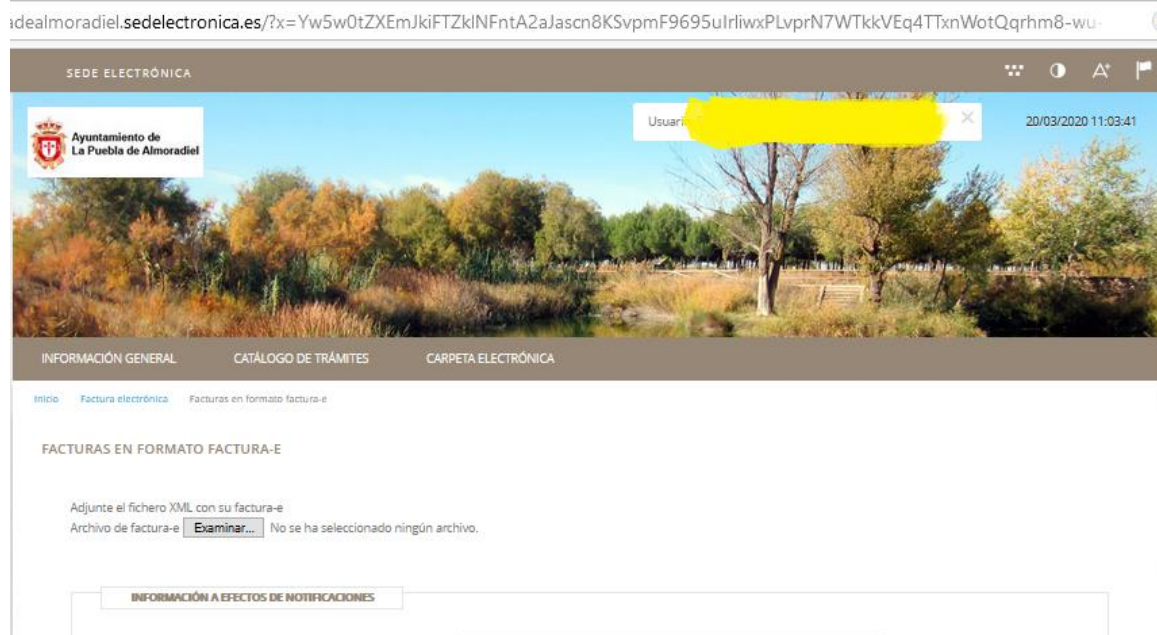 dealmoradiel.sedelectronica.es/?x=Yw5w0tZXEmJkiFTZklNFntA2aJascn8KSvpmF9695uIrliwxPLvprN7WTkkVEq4TTxnWotQqrhm8-wu-
SEDE ELECTRÓNICA
A+
Ayuntamiento de
La Puebla de Almoradiel
20/03/2020 11:03:41
INFORMACIÓN GENERAL CATÁLOGO DE TRÁMITES CARPETA ELECTRÓNICA
Inicio Factura electrónica Facturas en formato factura-e
FACTURAS EN FORMATO FACTURA-E
Adjunte el fichero XML con su factura-e
Archivo de factura-e Examinar... No se ha seleccionado ningún archivo.
INFORMACIÓN A EFECTOS DE NOTIFICACIONES